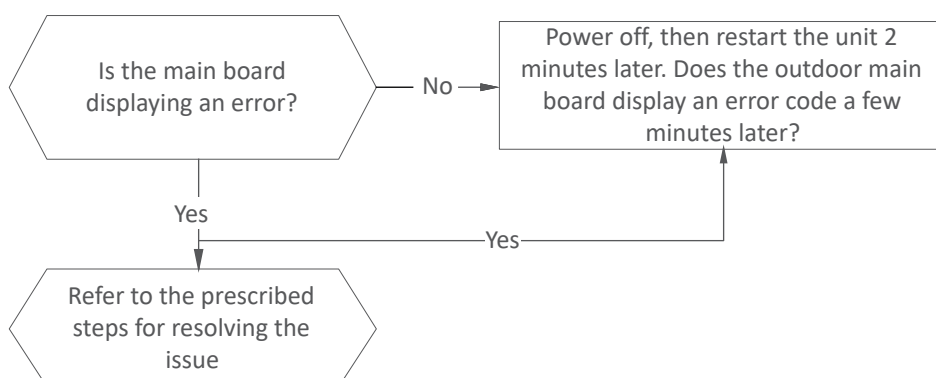 Is the main board
displaying an error?
No
Power off, then restart the unit 2
minutes later. Does the outdoor main
board display an error code a few
minutes later?
Yes
Yes
Refer to the prescribed
steps for resolving the
issue